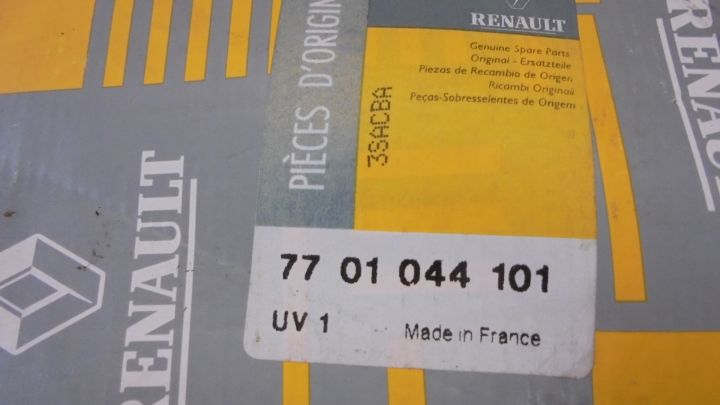 RENAULT
Genuine Spare Parts
Original - Ersatzteile
Piezas de Recambio de Origen
Ricambi Originali
Peças-Sobresselentes de Origem
PIÈCES D'ORIGIN
38ACBA
77 01 044 101
UV 1
Made in France
RENAULT
RENAULT
RENAULT